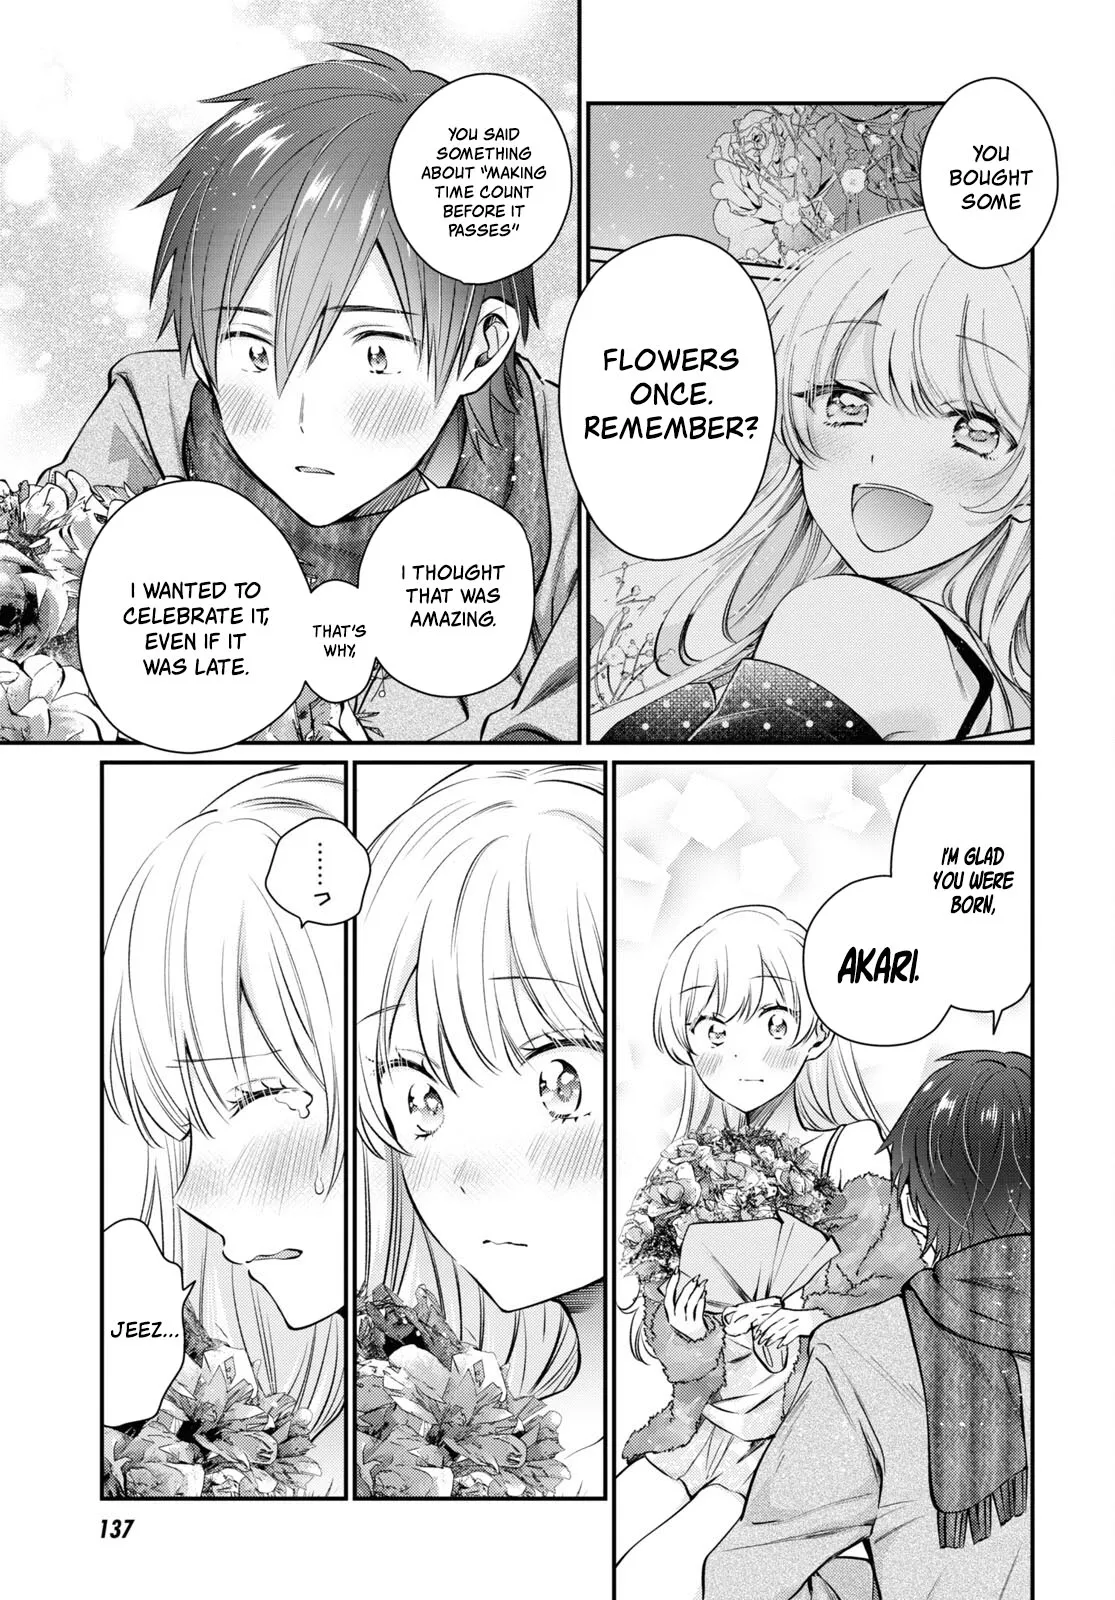 YOU
BOUGHT
SOME
FLOWERS
ONCE.
REMEMBER?
YOU SAID
SOMETHING
ABOUT "MAKING
TIME COUNT
BEFORE IT
PASSES"
I THOUGHT
THAT WAS
AMAZING.
THAT'S
WHY,
I WANTED TO
CELEBRATE IT,
EVEN IF IT
WAS LATE.
I'M GLAD
YOU WERE
BORN,
AKARI.
......っ
JEEZ...
137